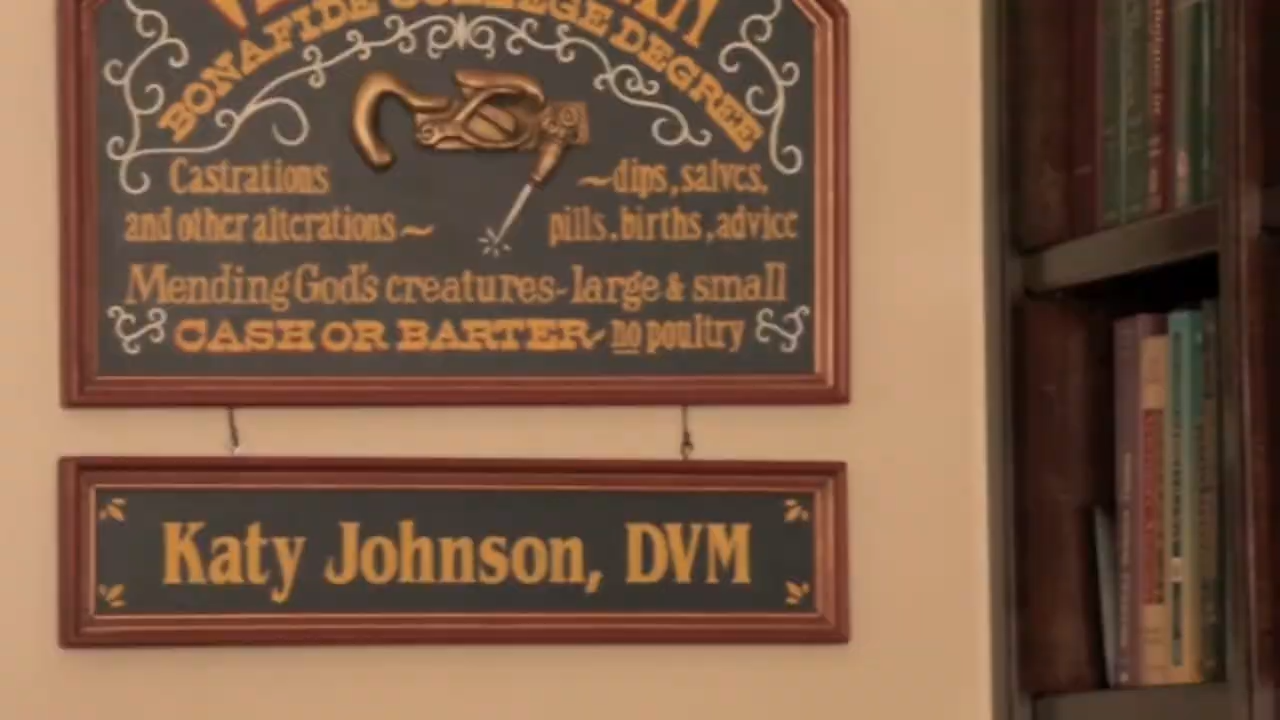 BONAFIDE COLLEGE DEGREE
Castrations
and other alterations~
~dips, salves,
pills, births, advice
Mending God's creatures-large & small
CASH OR BARTER~ no poultry
Katy Johnson, DVM